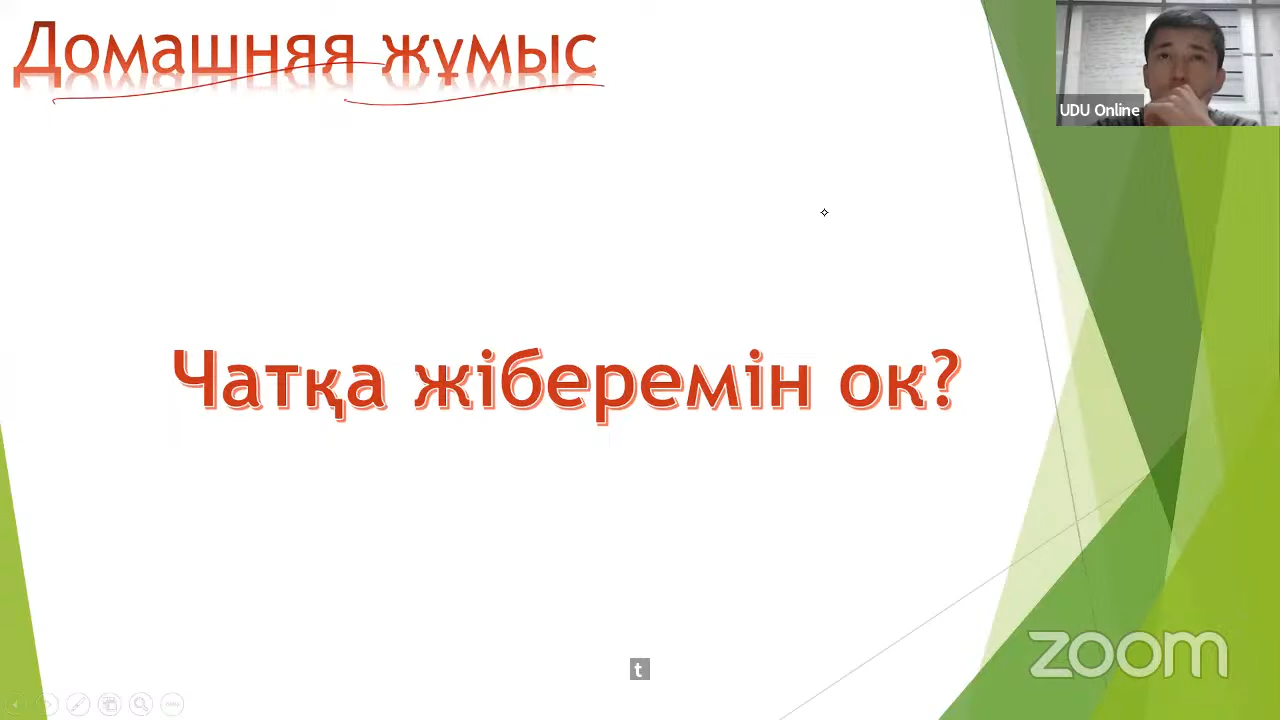 Домашняя жұмыс
UDU Online
Чатқа жіберемін ок?
t
zoom